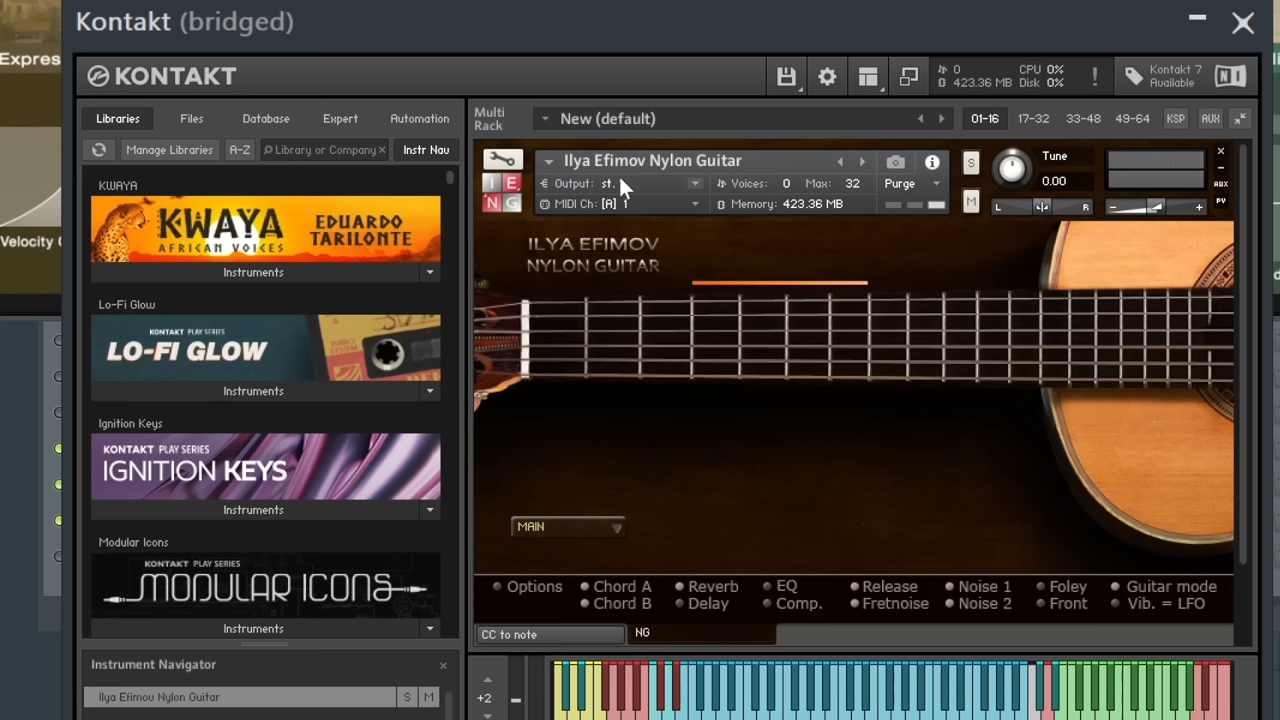 Kontakt (bridged)
Expres
KONTAKT
0
423.36 MB
CPU 0%
Disk 0%
!
Kontakt 7
Available
Libraries Files Database Expert Automation
Multi
Rack
New (default)
01-16 17-32 33-48 49-64 KSP AUX
Manage Libraries A-Z Library or Company Instr Nav
Ilya Efimov Nylon Guitar
Output: st.
Voices: 0 Max: 32
Purge
MIDI Ch: [A] 1
Memory: 423.36 MB
I E
N G
S
M
Tune
0.00
L R
- +
AUX
PV
KWAYA
KWAYA
AFRICAN VOICES
EDUARDO
TARILONTE
Velocity
Instruments
ILYA EFIMOV
NYLON GUITAR
Lo-Fi Glow
KONTAKT PLAY SERIES
LO-FI GLOW
Instruments
Ignition Keys
KONTAKT PLAY SERIES
IGNITION KEYS
Instruments
MAIN
Modular Icons
KONTAKT PLAY SERIES
MODULAR ICONS
Instruments
Options Chord A Reverb EQ Release Noise 1 Foley Guitar mode
Chord B Delay Comp. Fretnoise Noise 2 Front Vib. = LFO
CC to note
NG
Instrument Navigator
Ilya Efimov Nylon Guitar S M
+2